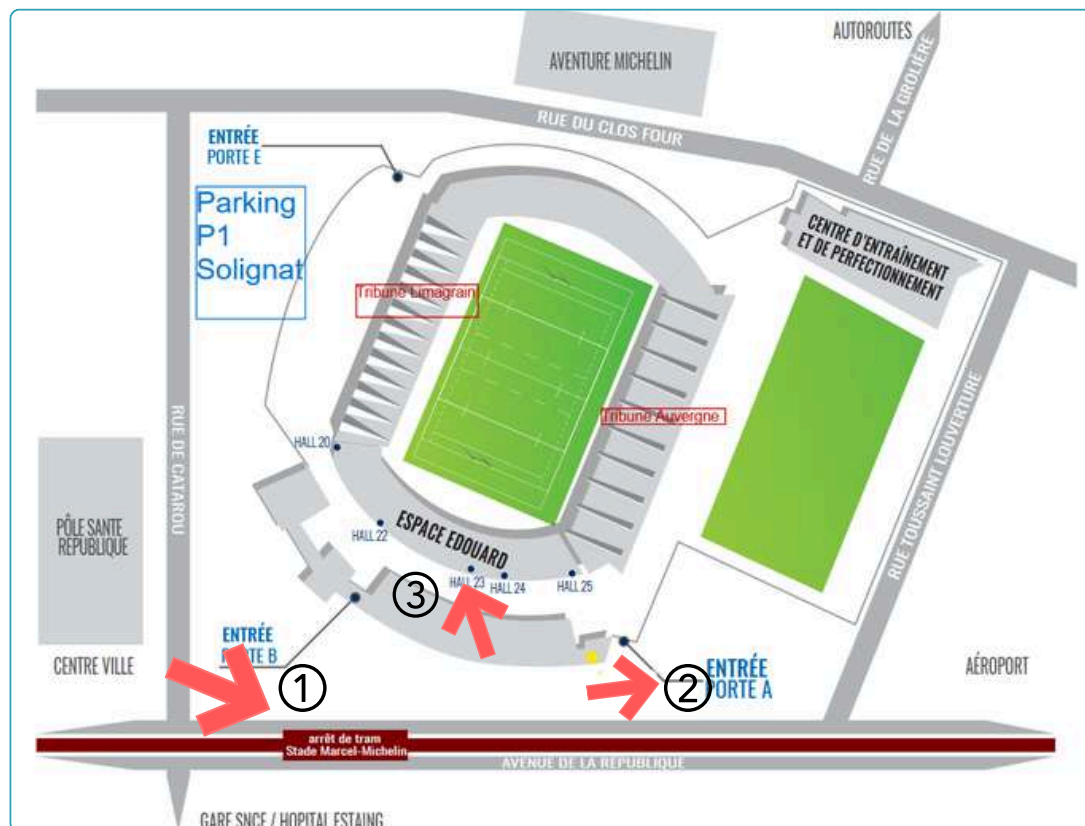 AUTOROUTES
AVENTURE MICHELIN
RUE DU CLOS FOUR
RUE DE LA GROLIÈRE
ENTRÉE
PORTE E
Parking
P1
Solignat
CENTRE D'ENTRAÎNEMENT
ET DE PERFECTIONNEMENT
Tribune Limagrain
Tribune Auvergne
RUE DE CATAROU
RUE TOUSSAINT LOUVERTURE
HALL 20
PÔLE SANTE
RÉPUBLIQUE
HALL 22
ESPACE EDOUARD
HALL 23
HALL 24
HALL 25
③
ENTRÉE
PORTE B
CENTRE VILLE
①
②
ENTRÉE
PORTE A
AÉROPORT
arrêt de tram
Stade Marcel-Michelin
AVENUE DE LA REPUBLIQUE
GARE SNCF / HOPITAL ESTAING